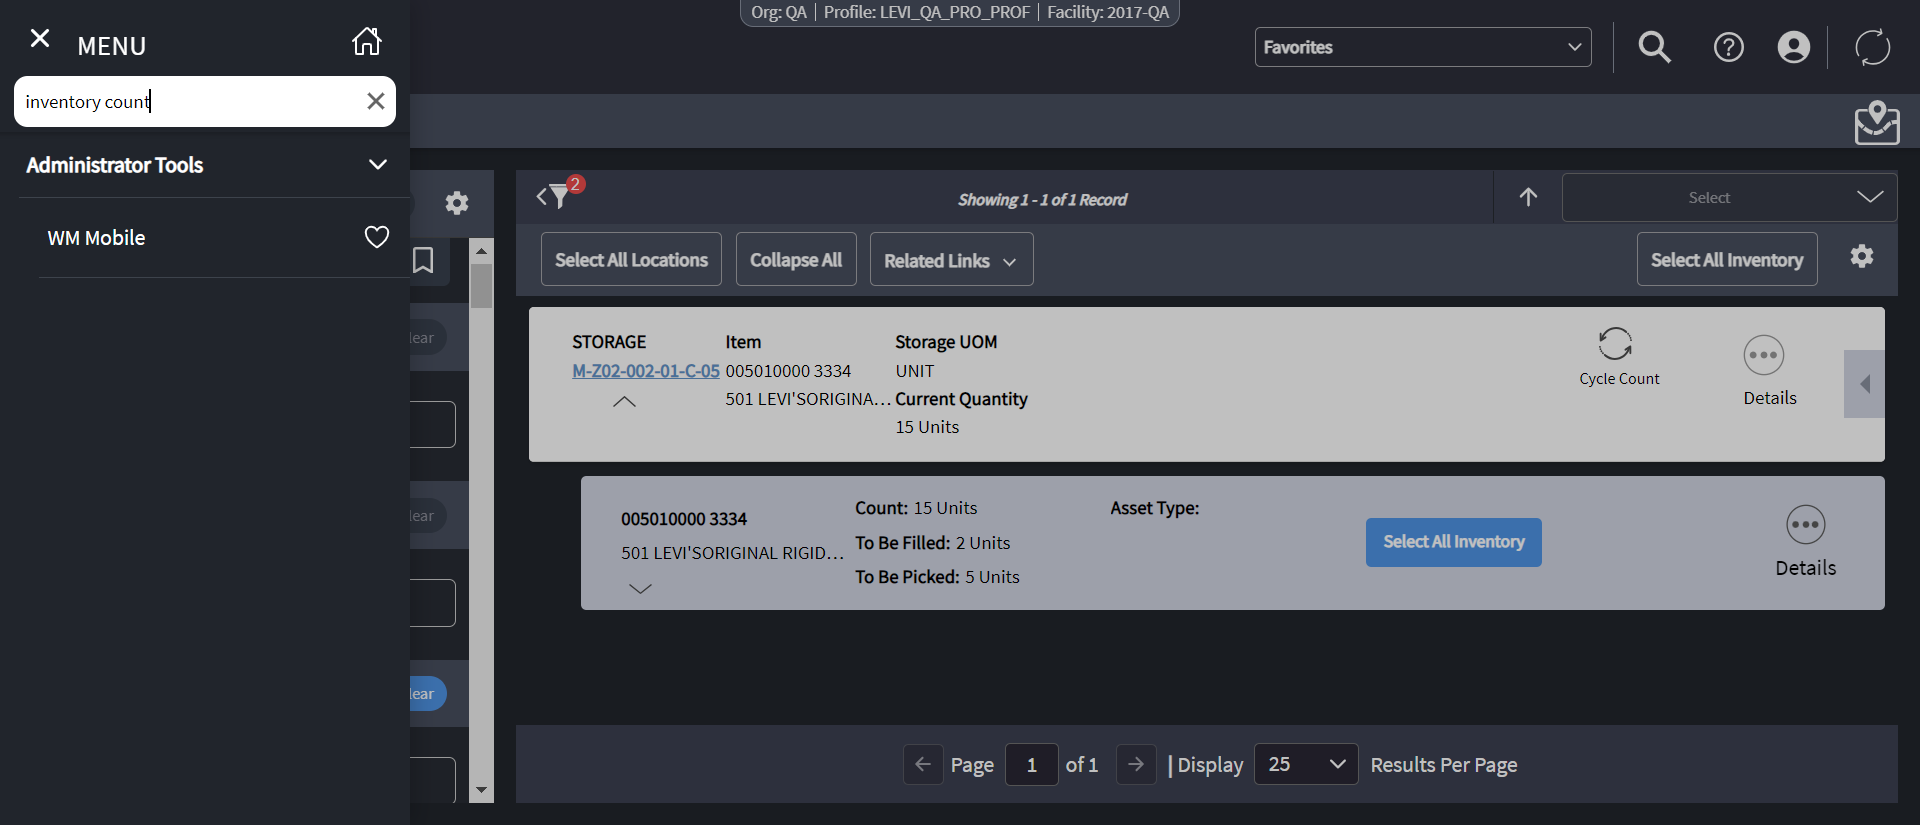 Org: QA | Profile: LEVI_QA_PRO_PROF | Facility: 2017-QA
MENU
Favorites
inventory count
Administrator Tools
WM Mobile
lear
lear
lear
2
Showing 1 - 1 of 1 Record
Select
Select All Locations
Collapse All
Related Links
Select All Inventory
STORAGE
M-Z02-002-01-C-05
Item
005010000 3334
501 LEVI'SORIGINA...
Storage UOM
UNIT
Current Quantity
15 Units
Cycle Count
Details
005010000 3334
501 LEVI'SORIGINAL RIGID...
Count: 15 Units
To Be Filled: 2 Units
To Be Picked: 5 Units
Asset Type:
Select All Inventory
Details
Page 1 of 1 | Display 25 Results Per Page